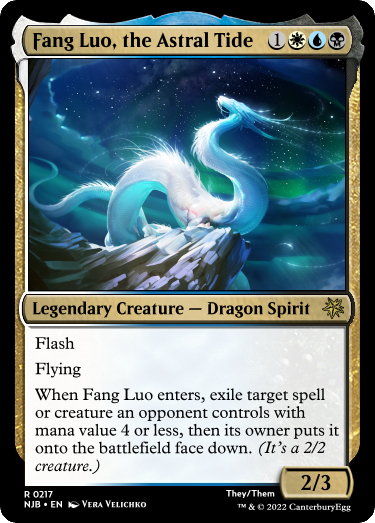 Fang Luo, the Astral Tide 1
Legendary Creature — Dragon Spirit
Flash
Flying
When Fang Luo enters, exile target spell
or creature an opponent controls with
mana value 4 or less, then its owner puts it
onto the battlefield face down. (It's a 2/2
creature.)
2/3
R 0217 They/Them
NJB • EN Vera Velichko ™ & © 2022 CanterburyEgg